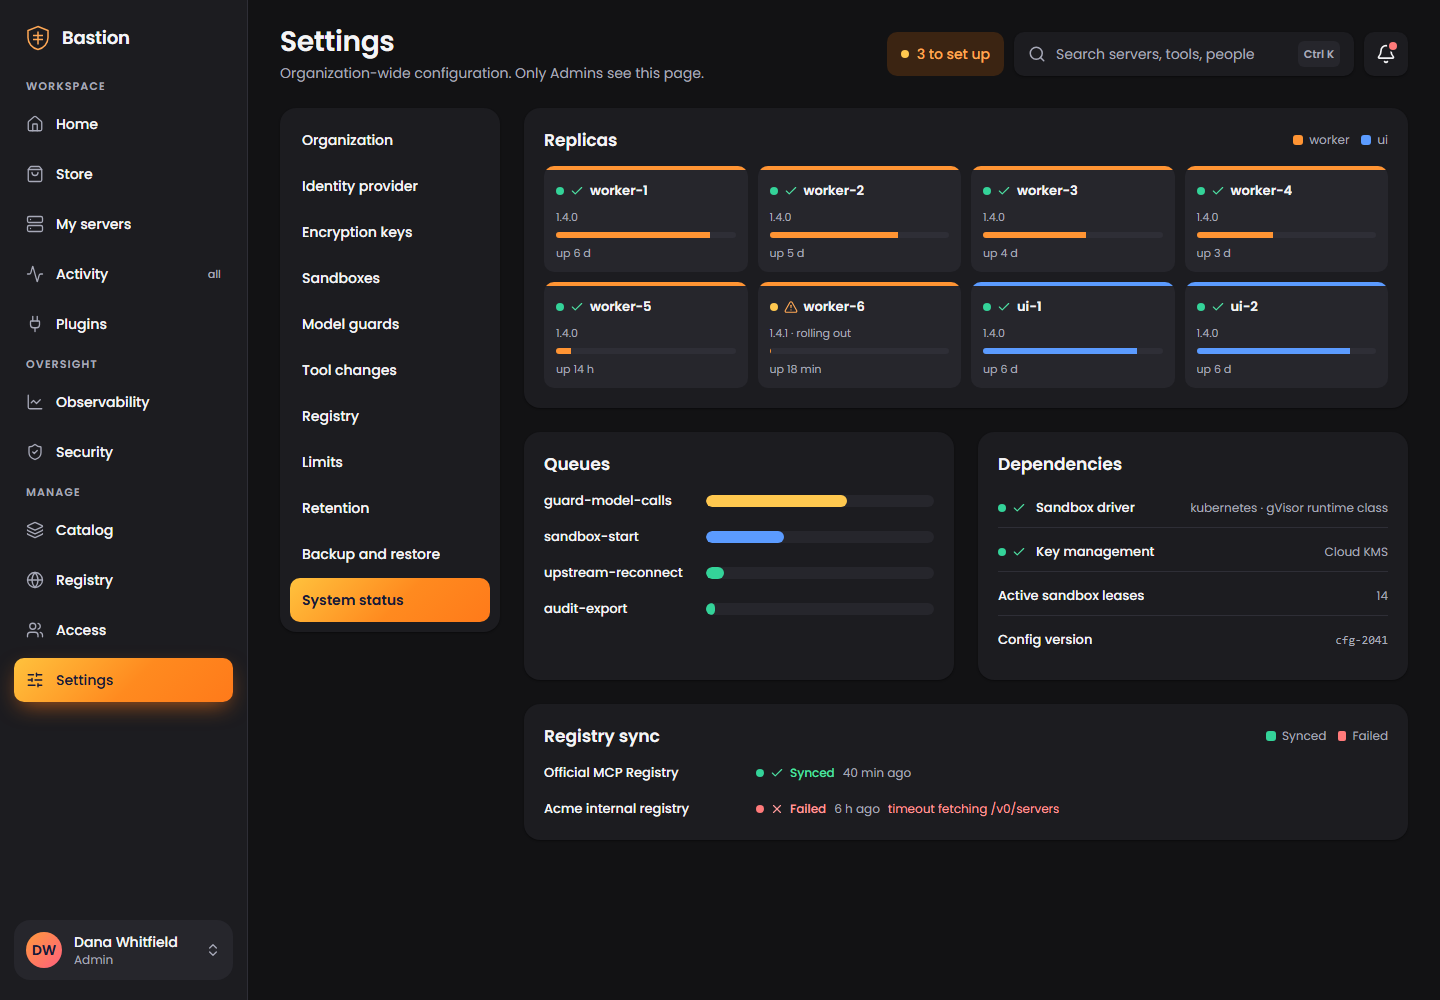 Bastion
WORKSPACE
Home
Store
My servers
Activity all
Plugins
OVERSIGHT
Observability
Security
MANAGE
Catalog
Registry
Access
Settings
DW
Dana Whitfield
Admin
Settings
Organization-wide configuration. Only Admins see this page.
3 to set up
Search servers, tools, people Ctrl K
Organization
Identity provider
Encryption keys
Sandboxes
Model guards
Tool changes
Registry
Limits
Retention
Backup and restore
System status
Replicas worker ui
worker-1
1.4.0
up 6 d
worker-2
1.4.0
up 5 d
worker-3
1.4.0
up 4 d
worker-4
1.4.0
up 3 d
worker-5
1.4.0
up 14 h
worker-6
1.4.1 · rolling out
up 18 min
ui-1
1.4.0
up 6 d
ui-2
1.4.0
up 6 d
Queues
guard-model-calls
sandbox-start
upstream-reconnect
audit-export
Dependencies
Sandbox driver kubernetes · gVisor runtime class
Key management Cloud KMS
Active sandbox leases 14
Config version cfg-2041
Registry sync Synced Failed
Official MCP Registry Synced 40 min ago
Acme internal registry Failed 6 h ago timeout fetching /v0/servers